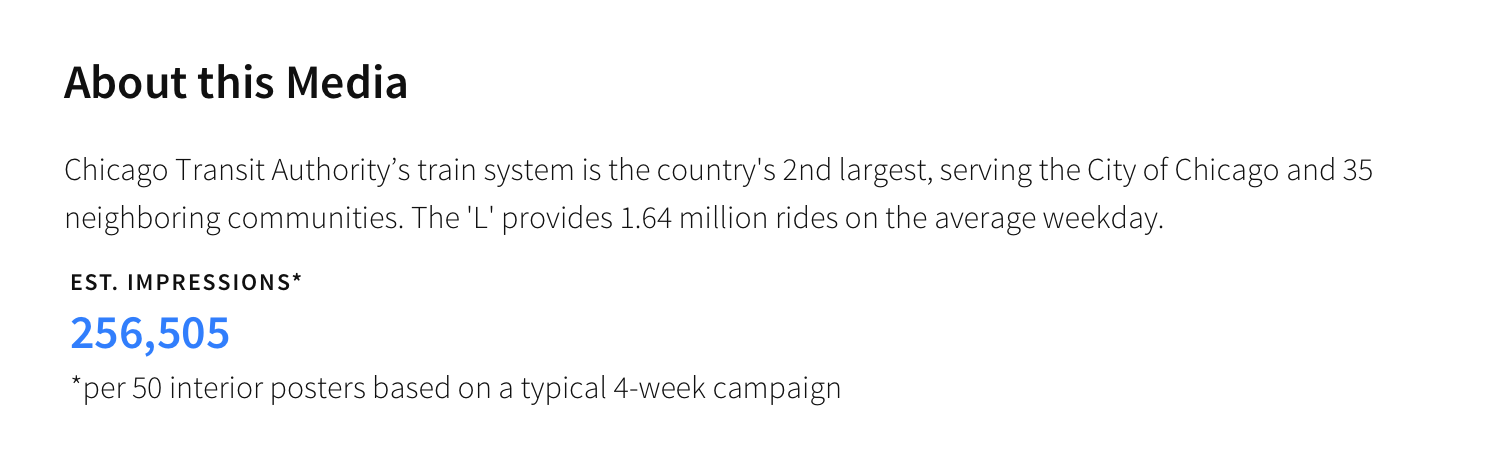 About this Media
Chicago Transit Authority’s train system is the country's 2nd largest, serving the City of Chicago and 35
neighboring communities. The 'L' provides 1.64 million rides on the average weekday.
EST. IMPRESSIONS*
256,505
*per 50 interior posters based on a typical 4-week campaign